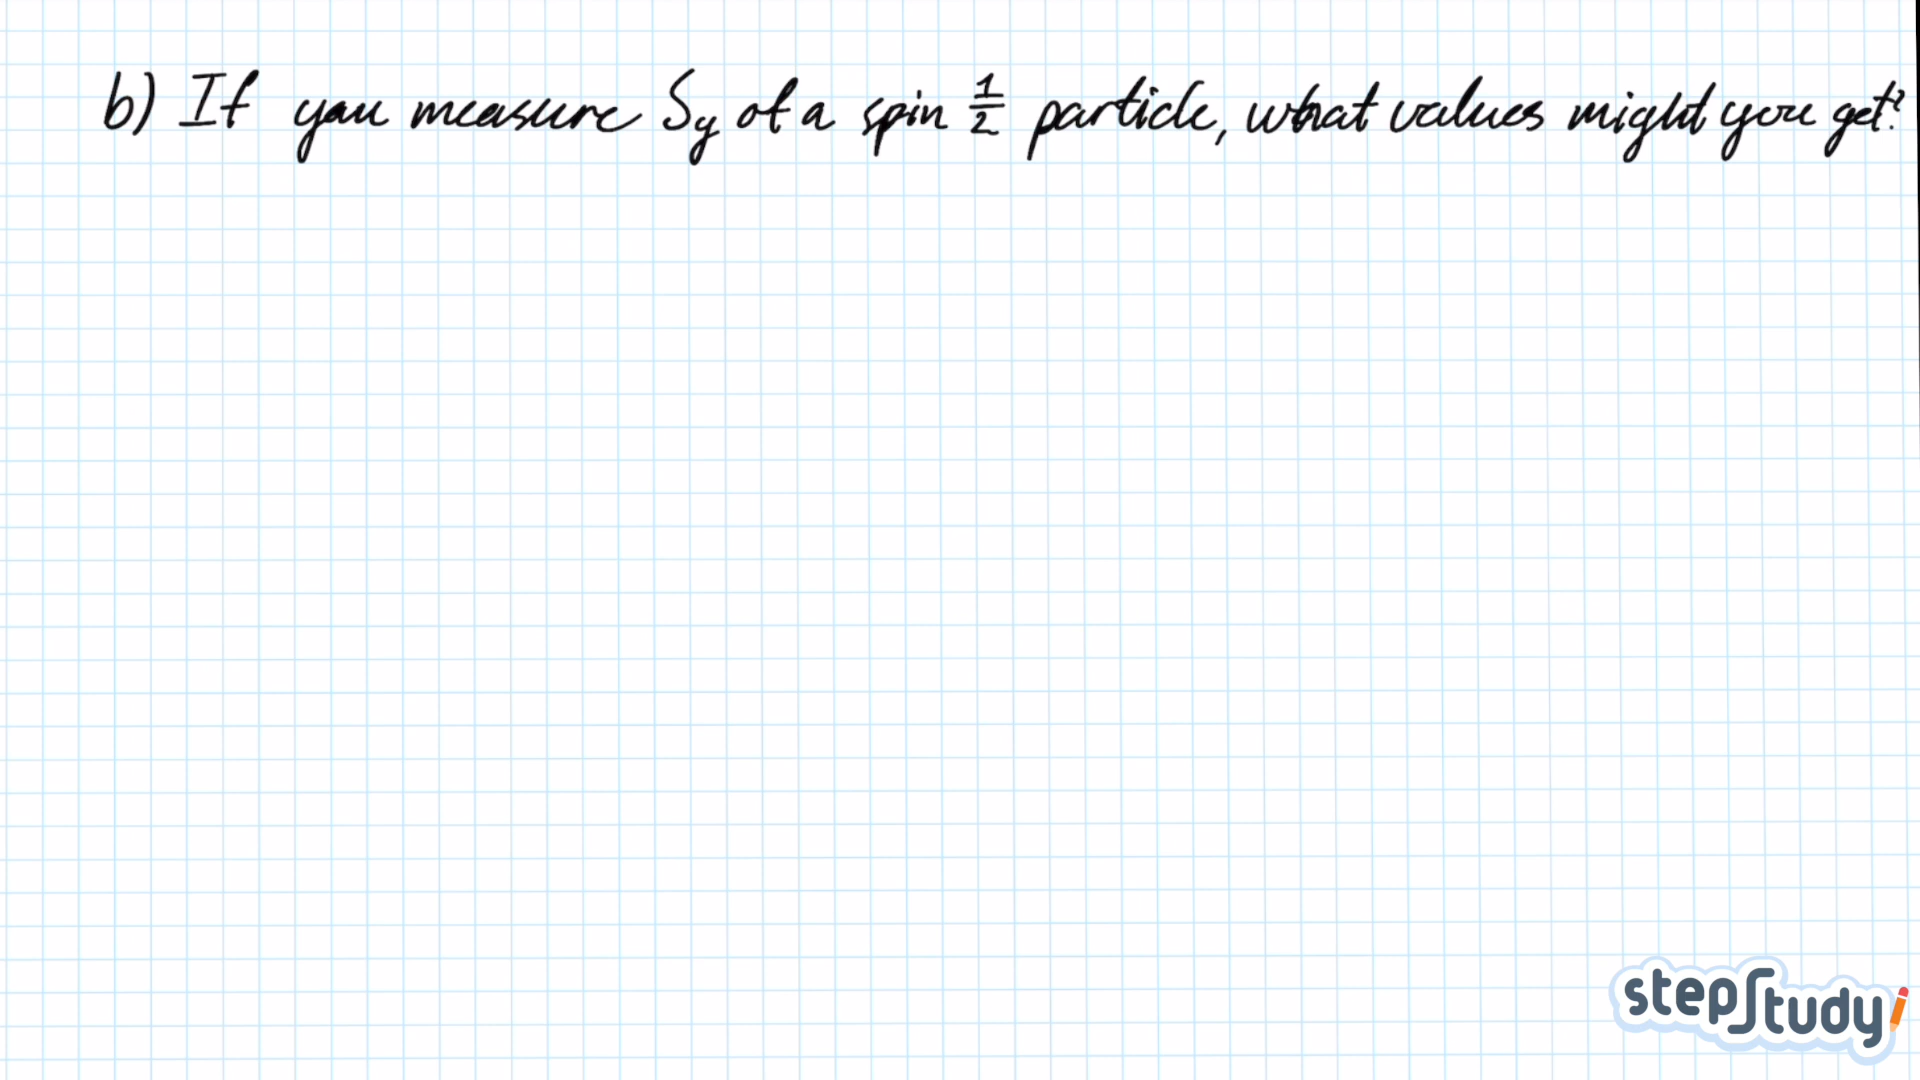 b) If you measure Sy of a spin 1/2 particle, what values might you get?
stepStudy